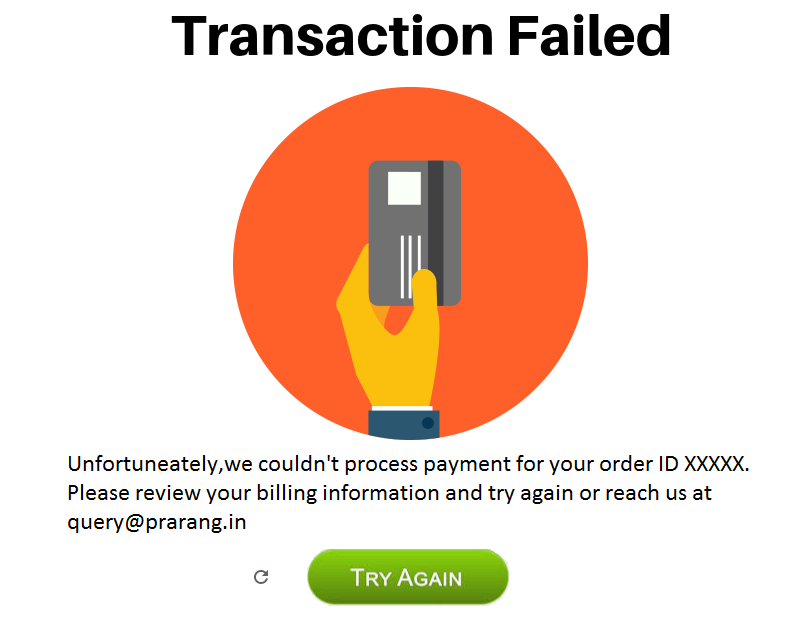 Transaction Failed
Unfortuneately,we couldn't process payment for your order ID XXXXX.
Please review your billing information and try again or reach us at
query@prarang.in
TRY AGAIN